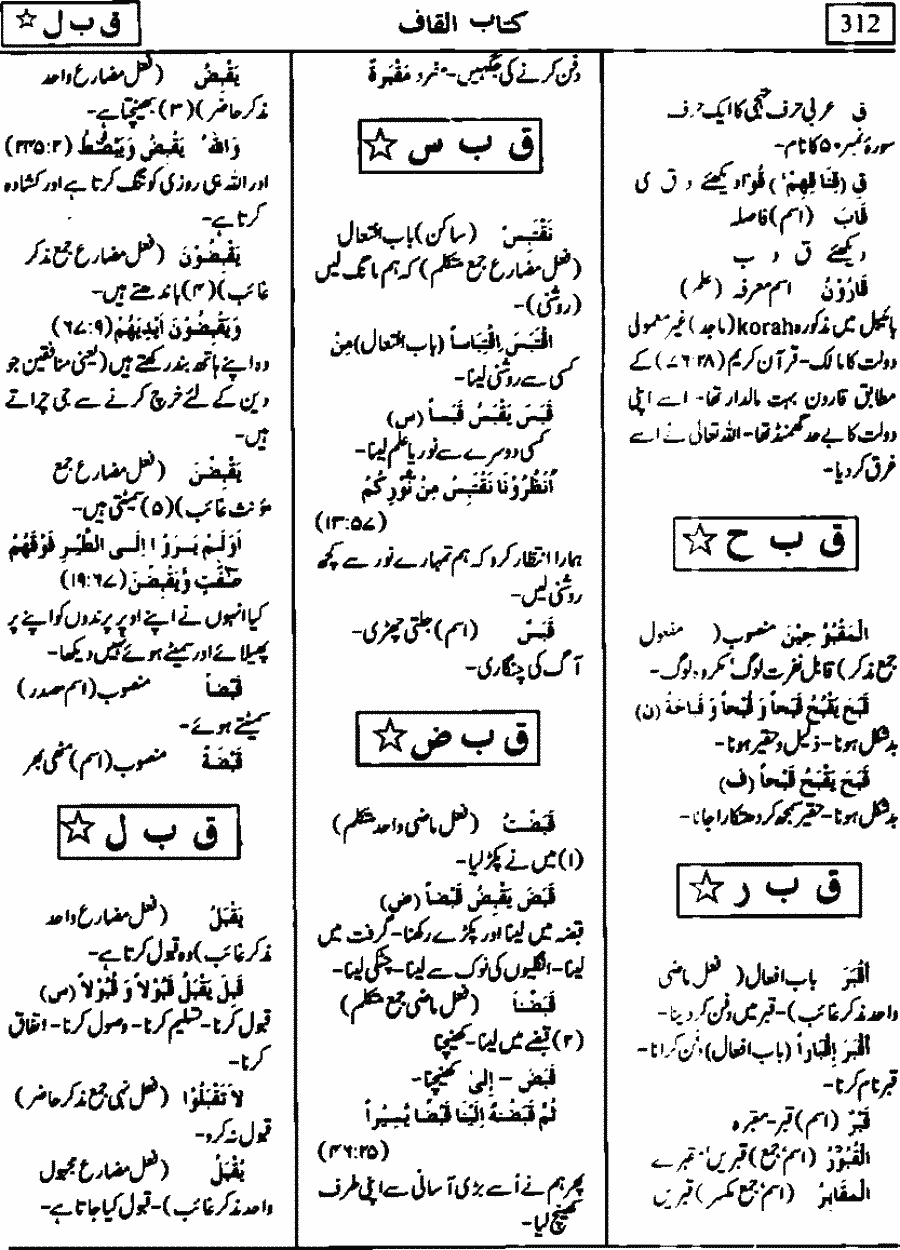 312
کتاب القاف
ق ب ل ☆
ق عربی حرف تہجی کا ایک حرف
سورۂ نمبر ۵۰ کا نام۔
ق (قِنَا قِهِمْ) قُوْا دیکھئے و ق ی
قَابَ (اسم) فاصلہ
دیکھئے ق و ب
قَارُوْنُ اسم معرفہ (علم)
بائیبل میں مذکورہ korah (ماجد) غیر معمولی
دولت کا مالک۔ قرآن کریم (۲۸:۷۶) کے
مطابق قارون بہت مالدار تھا۔ اسے اپنی
دولت کا بے حد گھمنڈ تھا۔ اللہ تعالیٰ نے اسے
غرق کر دیا۔
ق ب ح ☆
الْمَقْبُوْحِیْنَ منصوب (مفعول
جمع مذکر) قابل نفرت لوگ، مکروہ لوگ۔
قَبَحَ یَقْبُحُ قَبْحاً وَ قُبْحاً وَ قَبَاحَةً (ن)
بدشکل ہونا۔ ذلیل و حقیر ہونا۔
قَبَحَ یَقْبَحُ قَبْحاً (ف)
بدشکل ہونا۔ حقیر سمجھ کر دھتکارا جانا۔
ق ب ر ☆
اَقْبَرَ باب افعال (فعل ماضی
واحد مذکر غائب)۔ قبر میں دفن کر دینا۔
اَقْبَرَ اِقْبَاراً (باب افعال) دفن کرانا۔
قبر تام کرنا۔
قَبْرٌ (اسم) قبر۔ مقبرہ
الْقُبُوْرُ (اسم جمع) قبریں، مقبرے
الْمَقَابِرُ (اسم جمع مکسر) قبریں
دفن کرنے کی جگہیں۔ مفرد مَقْبَرَةٌ
ق ب س ☆
نَقْتَبِسْ (ساکن) باب افتعال
(فعل مضارع جمع متکلم) کہ ہم مانگ لیں
(روشنی)۔
اقْتَبَسَ اِقْتِبَاساً (باب افتعال) مِنْ
کسی سے روشنی لینا۔
قَبَسَ یَقْبَسُ قَبْساً (س)
کسی دوسرے سے نور یا علم لینا۔
اُنْظُرُوْنَا نَقْتَبِسْ مِنْ نُّوْرِکُمْ
(۱۳:۵۷)
ہمارا انتظار کرو کہ ہم تمہارے نور سے کچھ
روشنی لیں۔
قَبَسٌ (اسم) جلتی چھڑی۔
آگ کی چنگاری۔
ق ب ض ☆
قَبَضْتُ (فعل ماضی واحد متکلم)
(۱) میں نے پکڑ لیا۔
قَبَضَ یَقْبِضُ قَبْضاً (ض)
قبضہ میں لینا اور پکڑے رکھنا۔ گرفت میں
لینا۔ انگلیوں کی نوک سے لینا۔ چٹکی لینا۔
قَبَضْنَا (فعل ماضی جمع متکلم)
(۲) قبضے میں لینا۔ کھینچنا
قَبَضَ – اِلیٰ کھینچنا۔
ثُمَّ قَبَضْنٰهُ اِلَیْنَا قَبْضًا یَّسِیْراً
(۴۶:۲۵)
پھر ہم نے اُسے بڑی آسانی سے اپنی طرف
کھینچ لیا۔
یَقْبِضُ (فعل مضارع واحد
مذکر حاضر) (۳) بھینچتا ہے۔
وَاللّٰهُ یَقْبِضُ وَیَبْصُۜطُ (۲۴۵:۲)
اور اللہ ہی روزی کو تنگ کرتا ہے اور کشادہ
کرتا ہے۔
یَقْبِضُوْنَ (فعل مضارع جمع مذکر
غائب) (۴) باندھتے ہیں۔
وَیَقْبِضُوْنَ اَیْدِیَهُمْ (۶۷:۹)
وہ اپنے ہاتھ بند رکھتے ہیں (یعنی منافقین جو
دین کے لئے خرچ کرنے سے جی چراتے
ہیں۔
یَقْبِضْنَ (فعل مضارع جمع
مؤنث غائب) (۵) سمیٹتی ہیں۔
اَوَلَمْ یَرَوْا اِلَی الطَّیْرِ فَوْقَهُمْ
صٰٓفّٰتٍ وَّیَقْبِضْنَ (۱۹:۶۷)
کیا انہوں نے اپنے اوپر پرندوں کو اپنے پر
پھیلائے اور سمیٹے ہوئے نہیں دیکھا۔
قَبْضاً منصوب (اسم مصدر)
سمیٹتے ہوئے۔
قَبْضَةً منصوب (اسم) مٹھی بھر
ق ب ل ☆
یَقْبَلُ (فعل مضارع واحد
مذکر غائب) وہ قبول کرتا ہے۔
قَبِلَ یَقْبَلُ قَبُوْلاً وَ قُبُوْلاً (س)
قبول کرنا۔ تسلیم کرنا۔ وصول کرنا۔ اتفاق
کرنا۔
لاَ تَقْبَلُوْا (فعل نہی جمع مذکر حاضر)
قبول نہ کرو۔
یُقْبَلُ (فعل مضارع مجہول
واحد مذکر غائب)۔ قبول کیا جاتا ہے۔